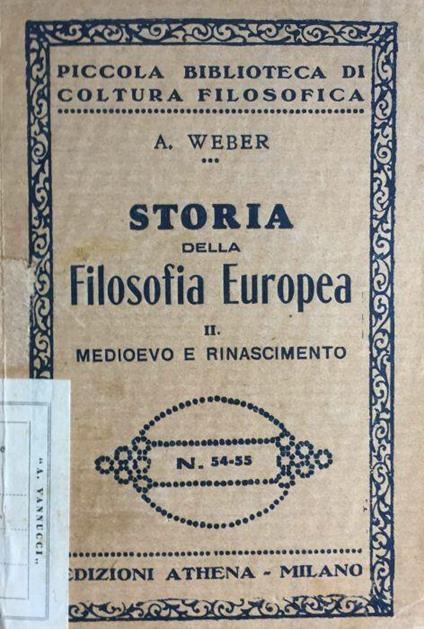 PICCOLA BIBLIOTECA DI
COLTURA FILOSOFICA
A. WEBER
STORIA
DELLA
Filosofia Europea
II.
MEDIOEVO E RINASCIMENTO
N. 54-55
EDIZIONI ATHENA - MILANO
"A. VANNUCCI"